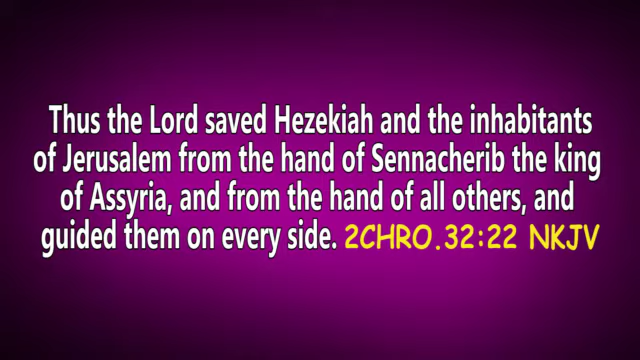 Thus the Lord saved Hezekiah and the inhabitants
of Jerusalem from the hand of Sennacherib the king
of Assyria, and from the hand of all others, and
guided them on every side. 2CHRO.32:22 NKJV